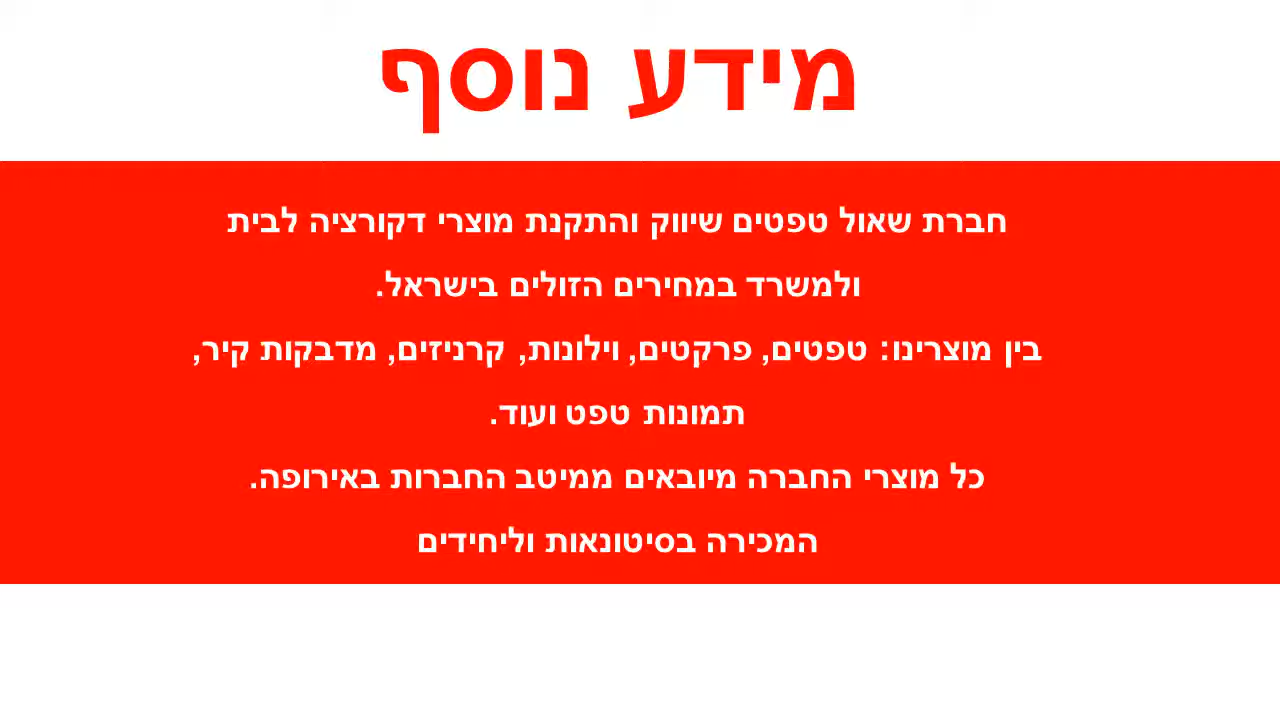 מידע נוסף
חברת שאול טפטים שיווק והתקנת מוצרי דקורציה לבית
ולמשרד במחירים הזולים בישראל.
בין מוצרינו: טפטים, פרקטים, וילונות, קרניזים, מדבקות קיר,
תמונות טפט ועוד.
כל מוצרי החברה מיובאים ממיטב החברות באירופה.
המכירה בסיטונאות וליחידים